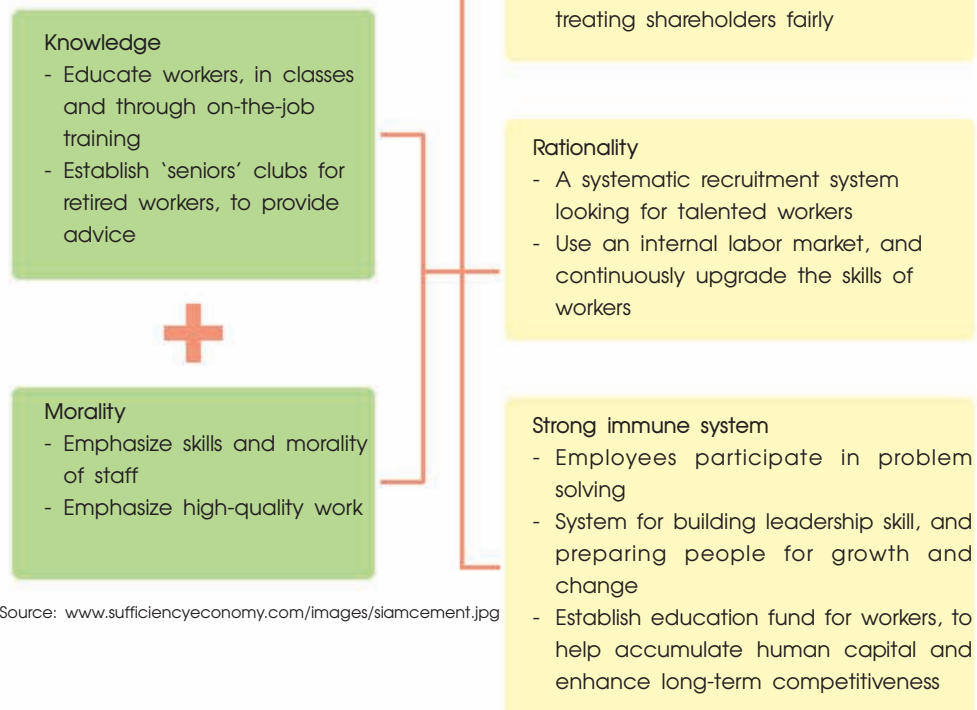 Knowledge
- Educate workers, in classes
and through on-the-job
training
- Establish ‵seniors′ clubs for
retired workers, to provide
advice
Morality
- Emphasize skills and morality
of staff
- Emphasize high-quality work
Source: www.sufficiencyeconomy.com/images/siamcement.jpg
treating shareholders fairly
Rationality
- A systematic recruitment system
looking for talented workers
- Use an internal labor market, and
continuously upgrade the skills of
workers
Strong immune system
- Employees participate in problem
solving
- System for building leadership skill, and
preparing people for growth and
change
- Establish education fund for workers, to
help accumulate human capital and
enhance long-term competitiveness